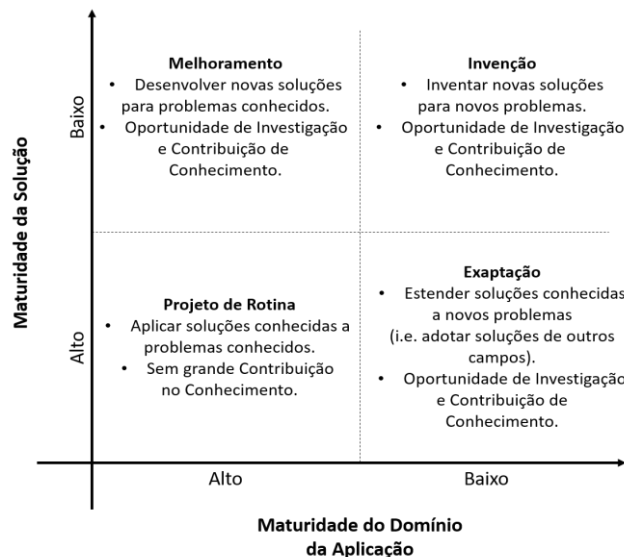 Maturidade da Solução
Baixo
Alto
Melhoramento
• Desenvolver novas soluções
para problemas conhecidos.
• Oportunidade de Investigação
e Contribuição de
Conhecimento.
Invenção
• Inventar novas soluções
para novos problemas.
• Oportunidade de Investigação
e Contribuição de
Conhecimento.
Projeto de Rotina
• Aplicar soluções conhecidas a
problemas conhecidos.
• Sem grande Contribuição
no Conhecimento.
Exaptação
• Estender soluções conhecidas
a novos problemas
(i.e. adotar soluções de outros
campos).
• Oportunidade de Investigação
e Contribuição de
Conhecimento.
Alto
Baixo
Maturidade do Domínio
da Aplicação